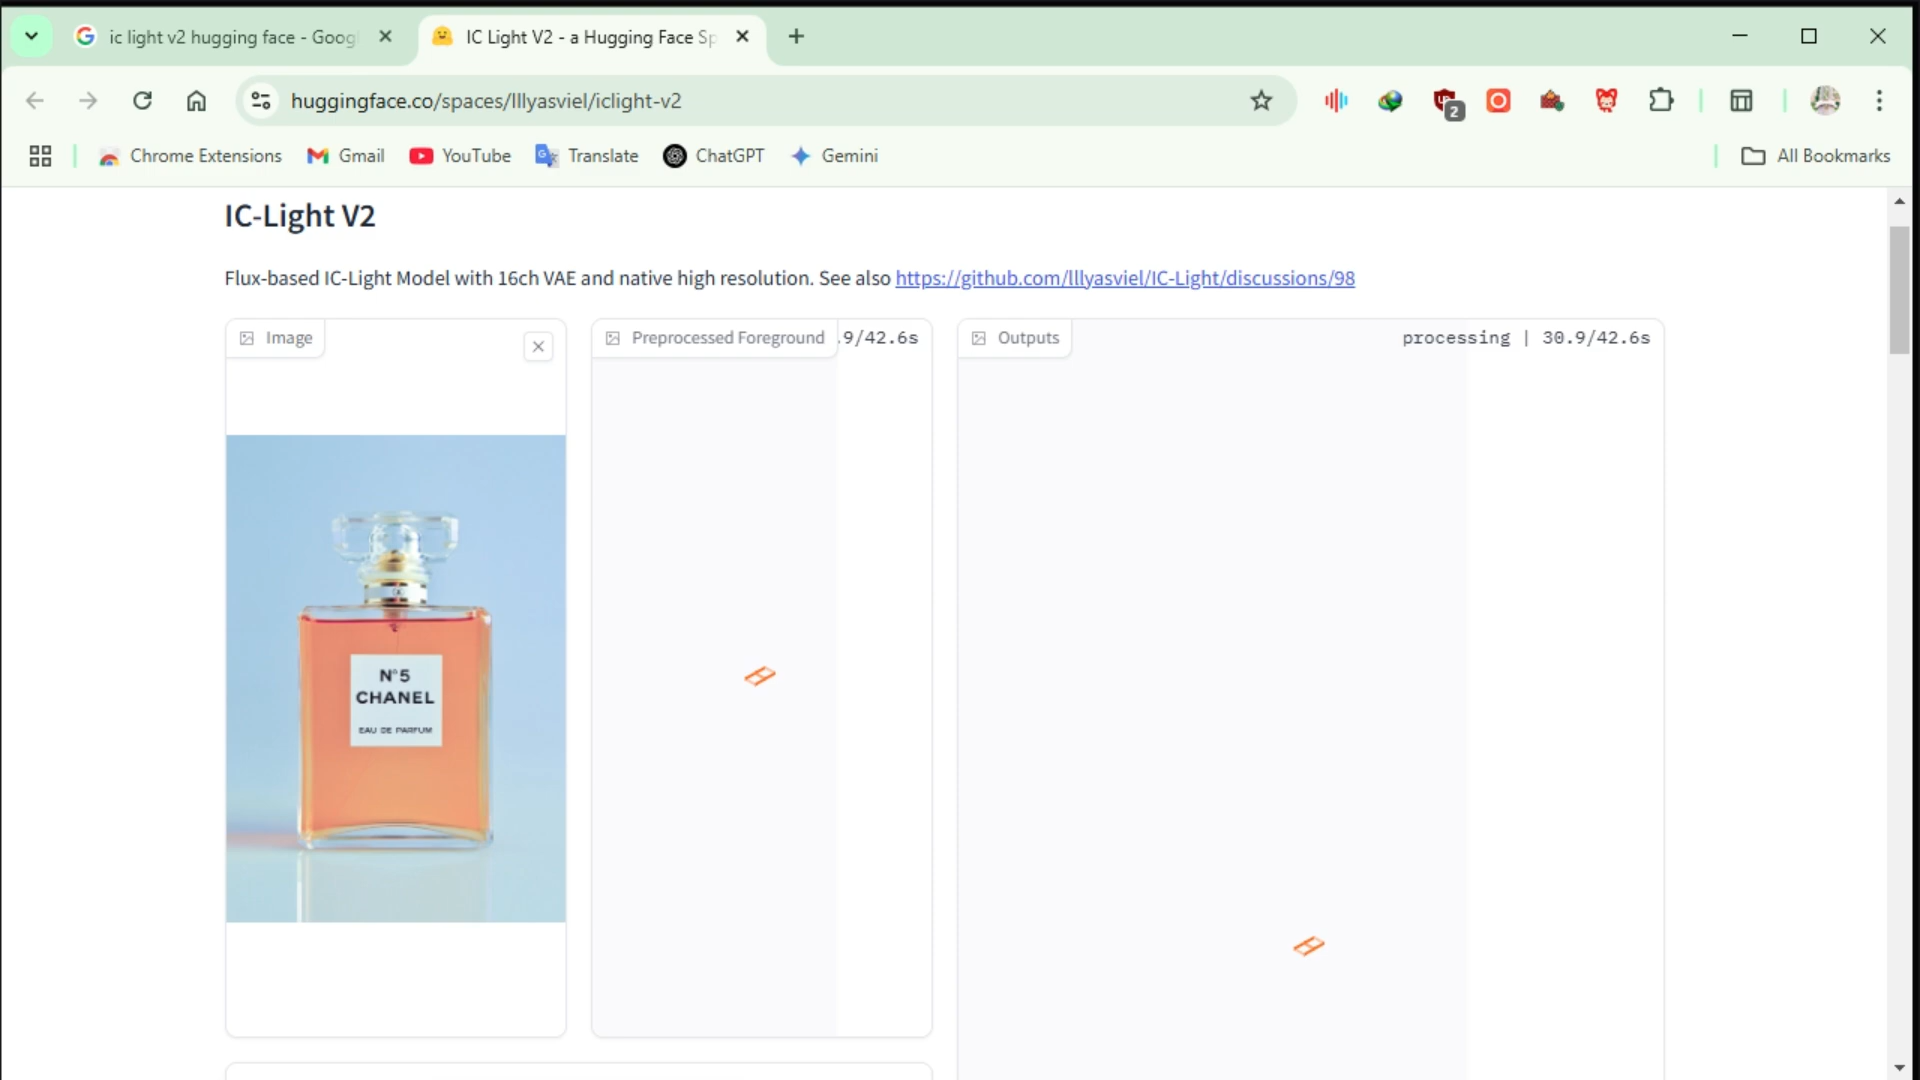 ic light v2 hugging face - Goog
IC Light V2 - a Hugging Face Sp
huggingface.co/spaces/lllyasviel/iclight-v2
2
Chrome Extensions
Gmail
YouTube
Translate
ChatGPT
Gemini
All Bookmarks
IC-Light V2
Flux-based IC-Light Model with 16ch VAE and native high resolution. See also https://github.com/lllyasviel/IC-Light/discussions/98
Image
Preprocessed Foreground
.9/42.6s
Outputs
processing | 30.9/42.6s
N°5
CHANEL
EAU DE PARFUM